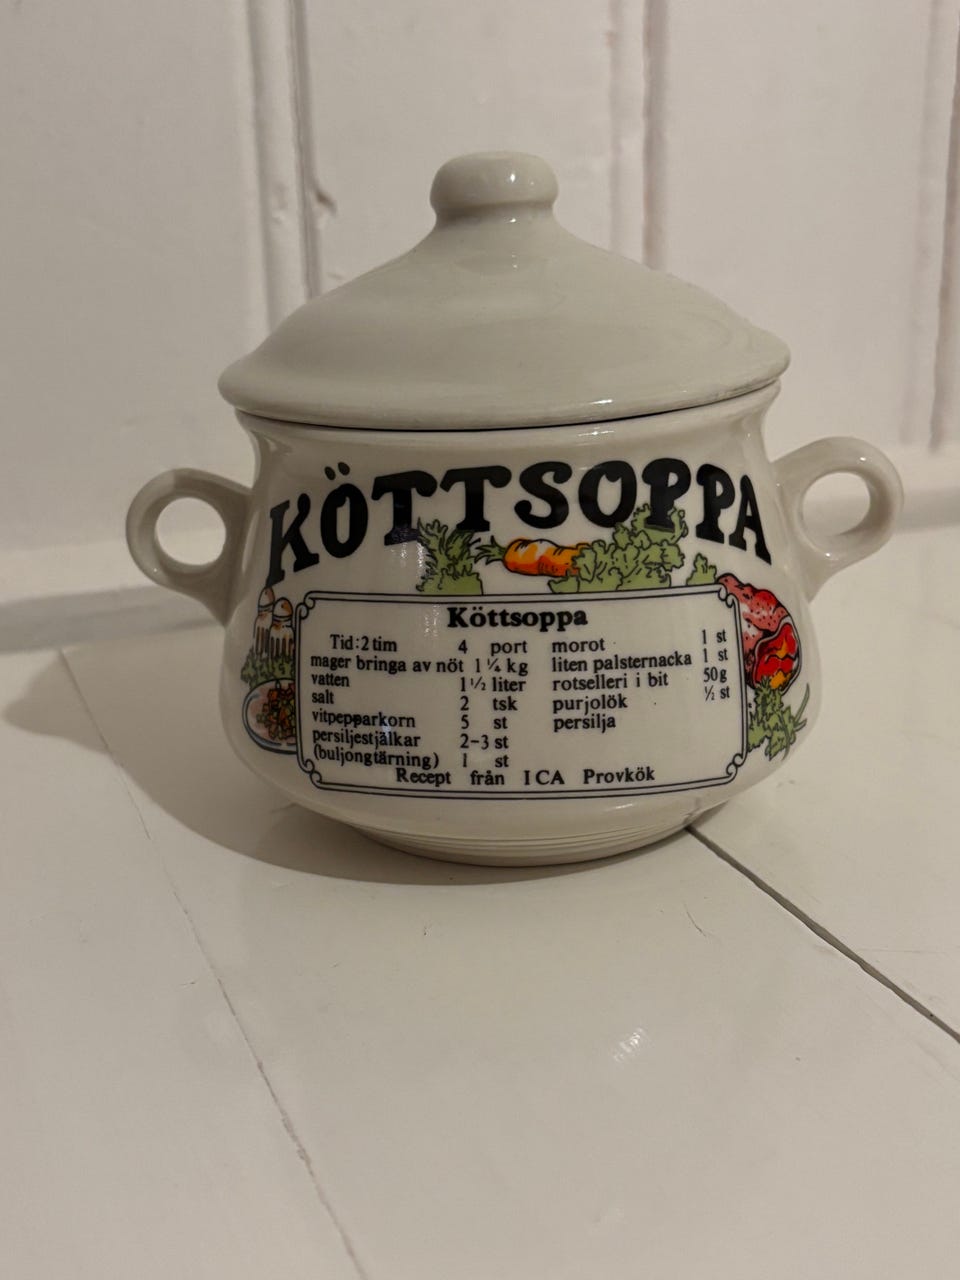 KÖTTSOPPA
Köttsoppa
Tid:2 tim 4 port
mager bringa av nöt 1 ¼ kg
vatten 1 ½ liter
salt 2 tsk
vitpepparkorn 5 st
persiljestjälkar 2-3 st
(buljongtärning) 1 st
morot 1 st
liten palsternacka 1 st
rotselleri i bit 50g
purjolök ½ st
persilja
Recept från ICA Provkök